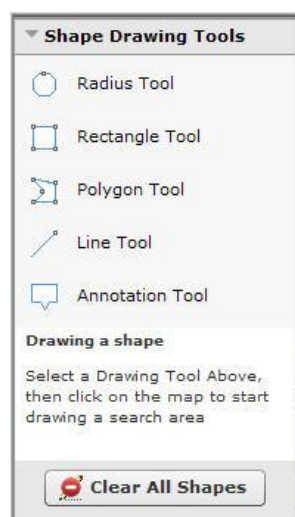 Shape Drawing Tools
Radius Tool
Rectangle Tool
Polygon Tool
Line Tool
Annotation Tool
Drawing a shape
Select a Drawing Tool Above,
then click on the map to start
drawing a search area
Clear All Shapes